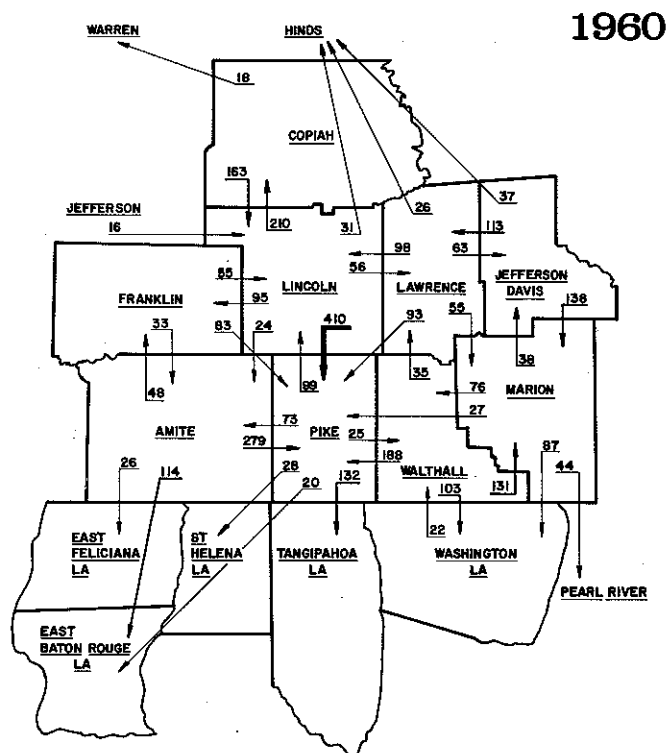 1960
WARREN
HINDS
18
COPIAH
163
37
JEFFERSON
26
16
210
31
113
98
63
65
56
JEFFERSON
DAVIS
LINCOLN
LAWRENCE
FRANKLIN
95
138
33
83
24
410
93
55
48
99
35
38
76
MARION
27
AMITE
73
PIKE
279
25
188
WALTHALL
87
26
114
28
20
132
103
131
44
22
EAST
FELICIANA
LA
ST
HELENA
LA
TANGIPAHOA
LA
WASHINGTON
LA
PEARL RIVER
EAST
BATON ROUGE
LA